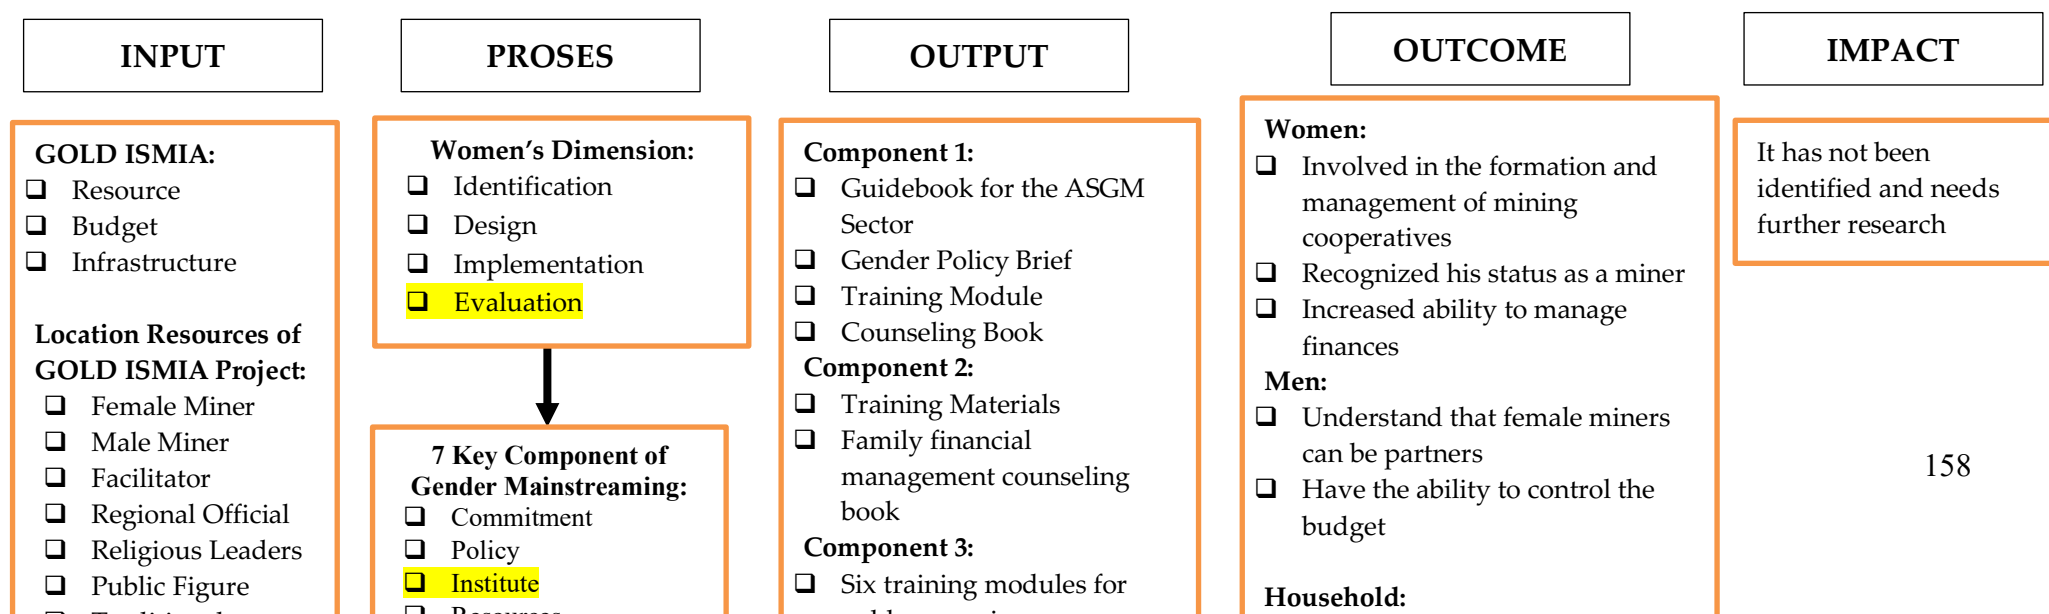 INPUT
PROSES
OUTPUT
OUTCOME
IMPACT
GOLD ISMIA:
❑ Resource
❑ Budget
❑ Infrastructure
Location Resources of
GOLD ISMIA Project:
❑ Female Miner
❑ Male Miner
❑ Facilitator
❑ Regional Official
❑ Religious Leaders
❑ Public Figure
Women’s Dimension:
❑ Identification
❑ Design
❑ Implementation
❑ Evaluation
7 Key Component of
Gender Mainstreaming:
❑ Commitment
❑ Policy
❑ Institute
❑ Resources
Component 1:
❑ Guidebook for the ASGM
Sector
❑ Gender Policy Brief
❑ Training Module
❑ Counseling Book
Component 2:
❑ Training Materials
❑ Family financial
management counseling
book
Component 3:
❑ Six training modules for
Women:
❑ Involved in the formation and
management of mining
cooperatives
❑ Recognized his status as a miner
❑ Increased ability to manage
finances
Men:
❑ Understand that female miners
can be partners
❑ Have the ability to control the
budget
Household:
It has not been
identified and needs
further research
158